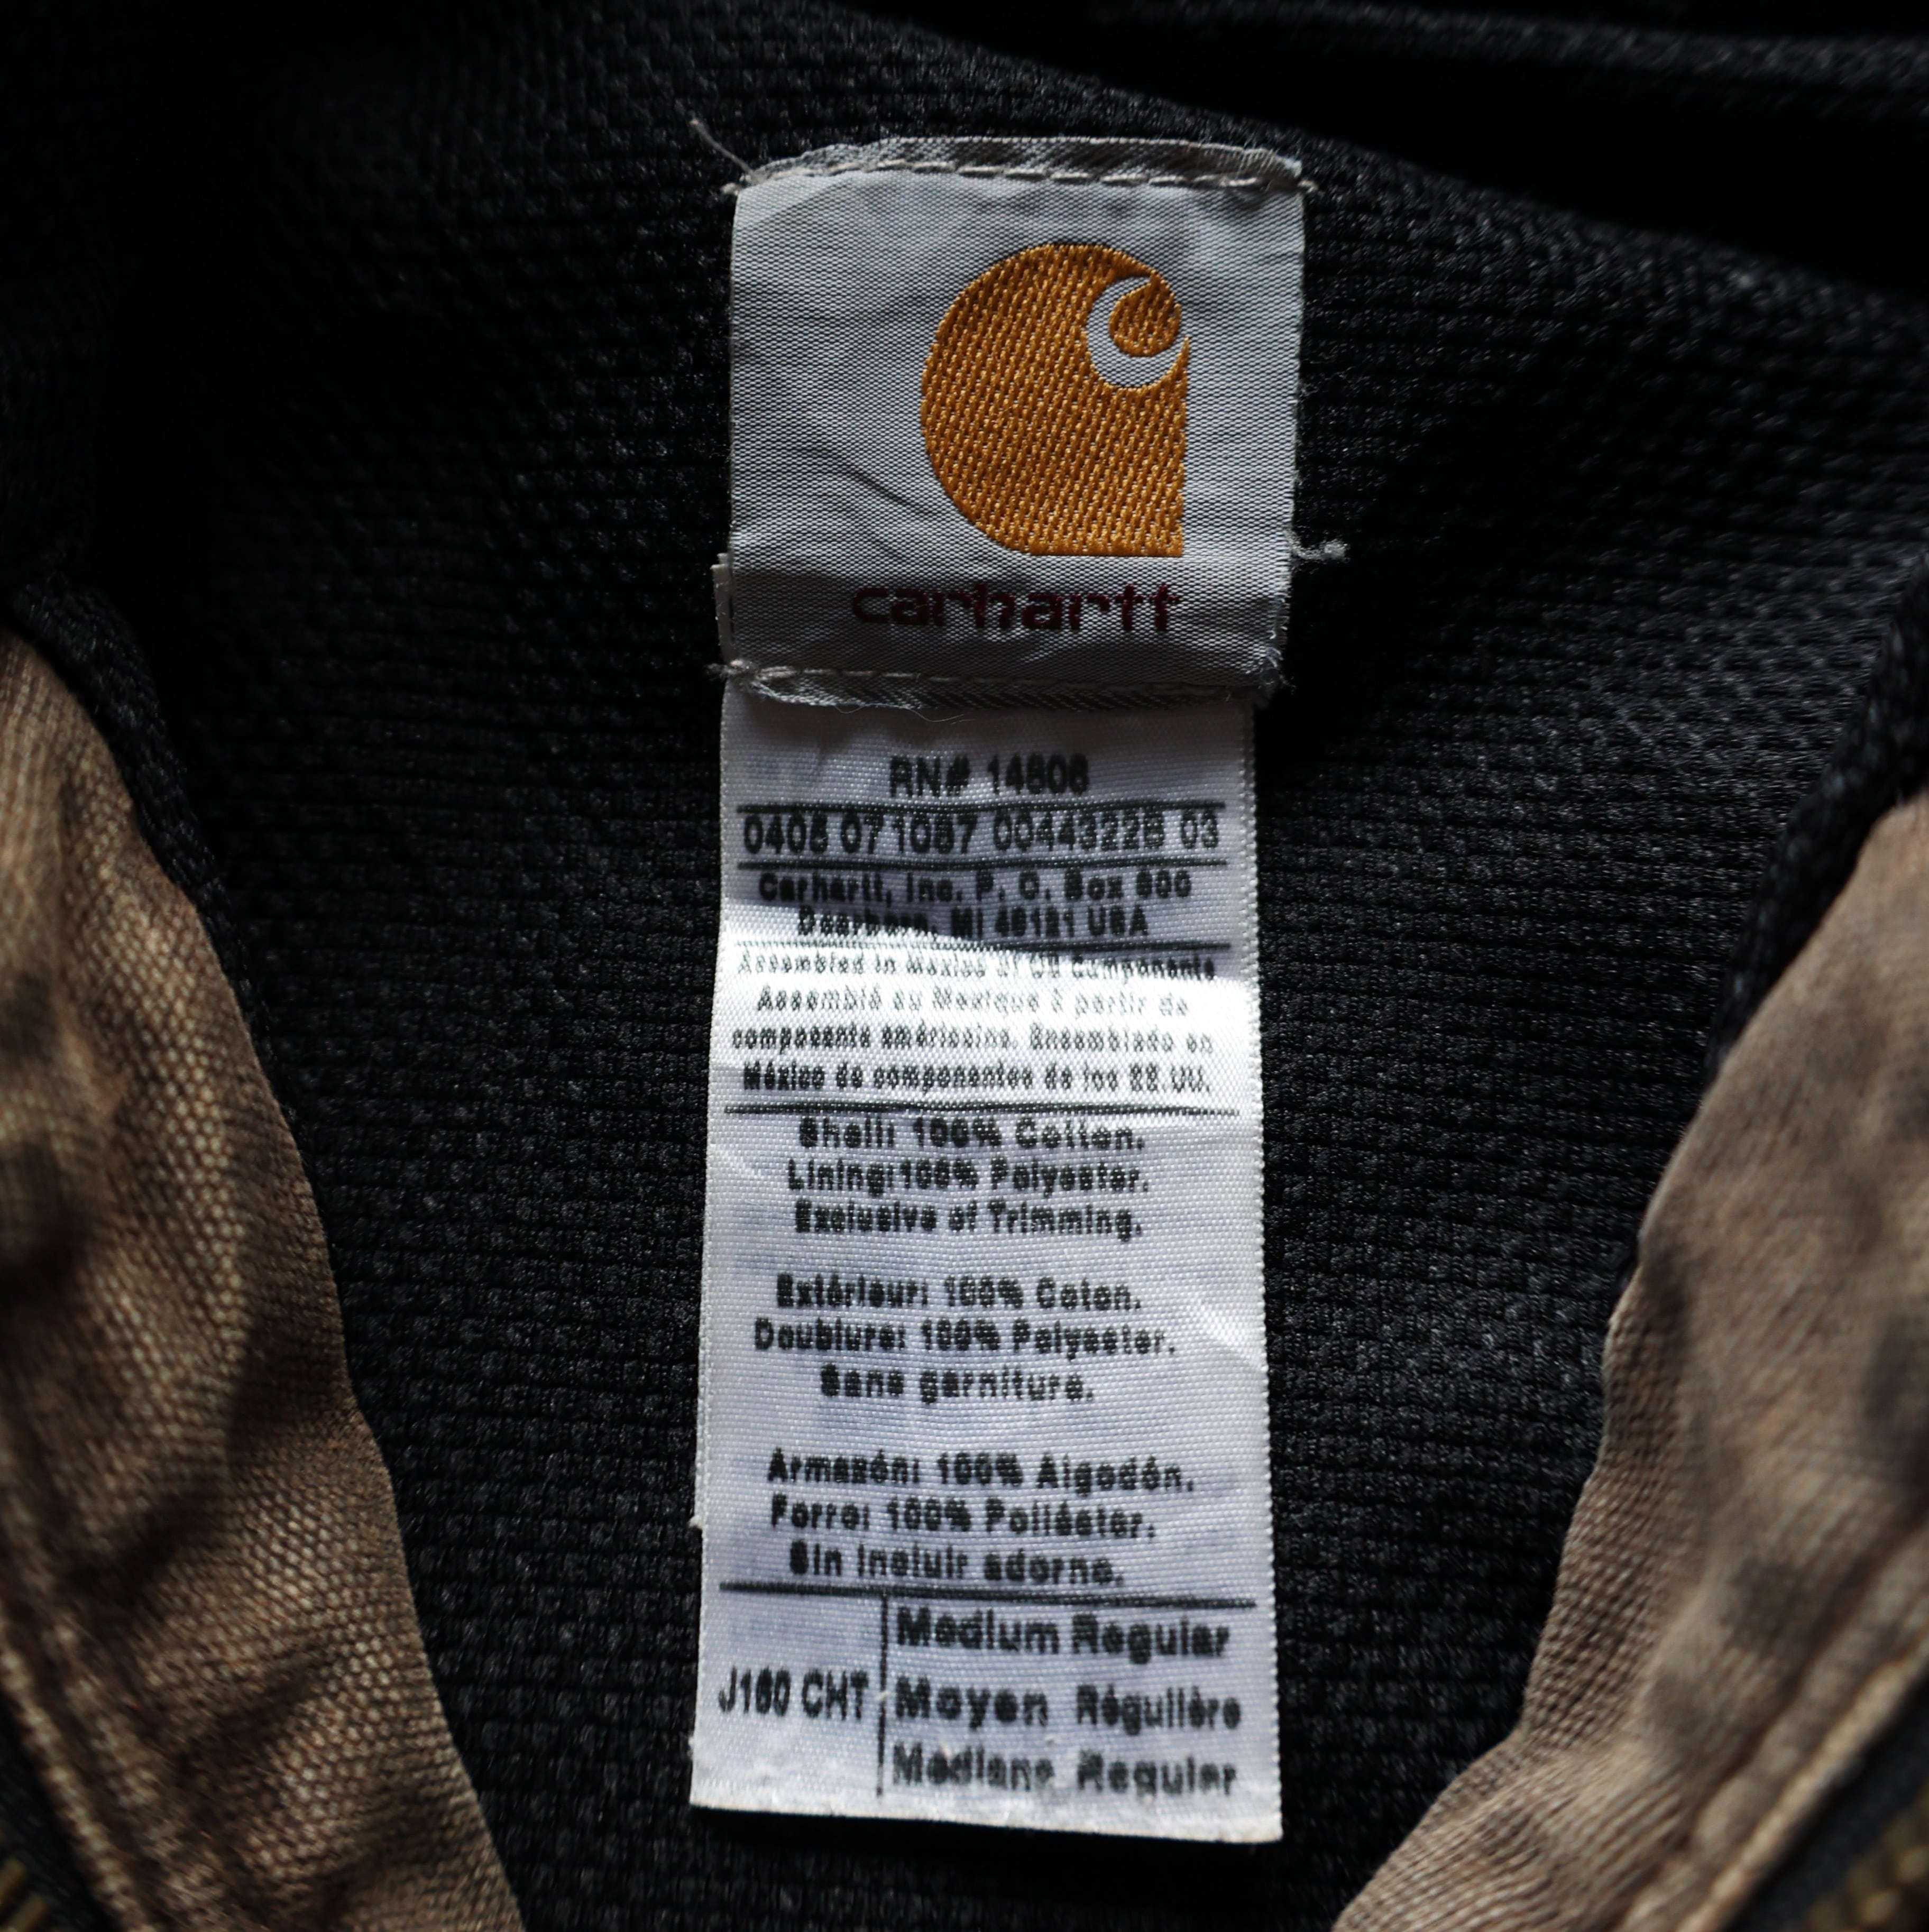 carhartt
RN# 14806
0405 071087 00443228 03
Carhartt, Inc. P. O. Box 600
Dearborn, MI 48121 USA
Assembled in Mexico of US Components
Assemblé au Mexique à partir de
composants américains. Ensamblado en
México de componentes de los EE.UU.
Shell: 100% Cotton.
Lining:100% Polyester.
Exclusive of Trimming.
Extérieur: 100% Coton.
Doublure: 100% Polyester.
Sans garniture.
Armazón: 100% Algodón.
Forro: 100% Poliéster.
Sin incluir adorno.
Medium Regular
J160 CHT Moyen Régulière
Mediano Regular